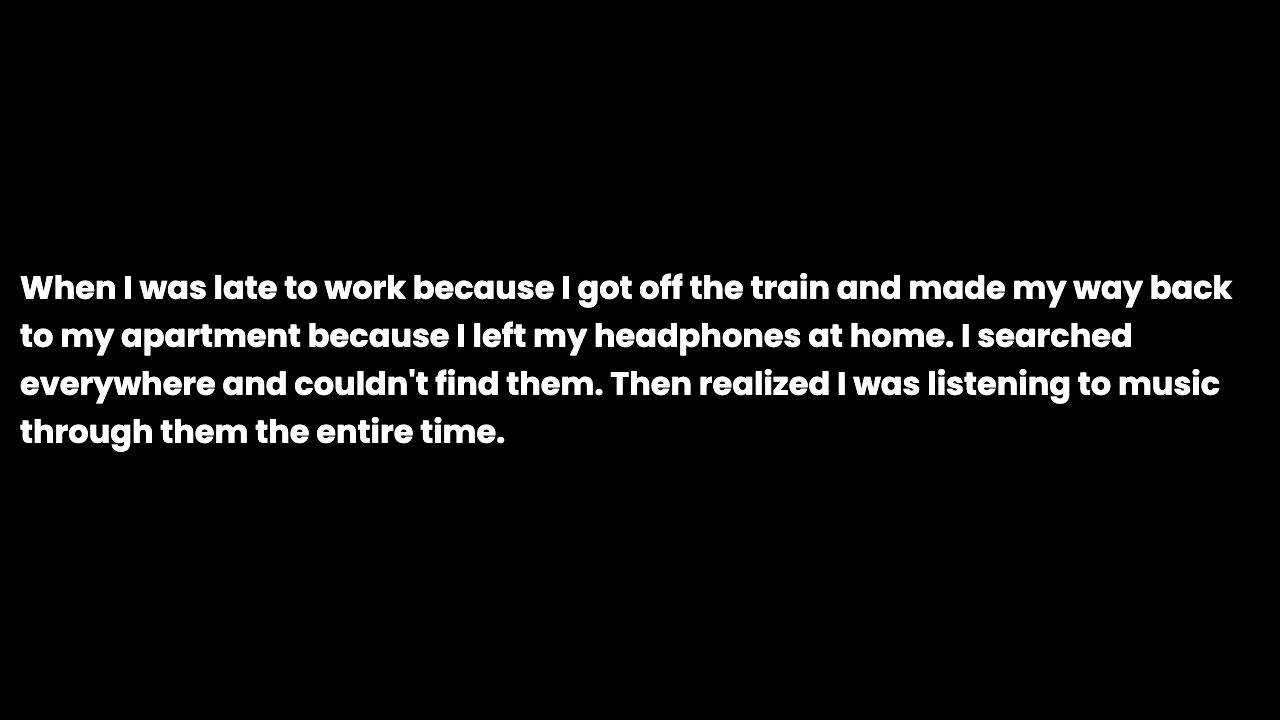 When I was late to work because I got off the train and made my way back
to my apartment because I left my headphones at home. I searched
everywhere and couldn't find them. Then realized I was listening to music
through them the entire time.